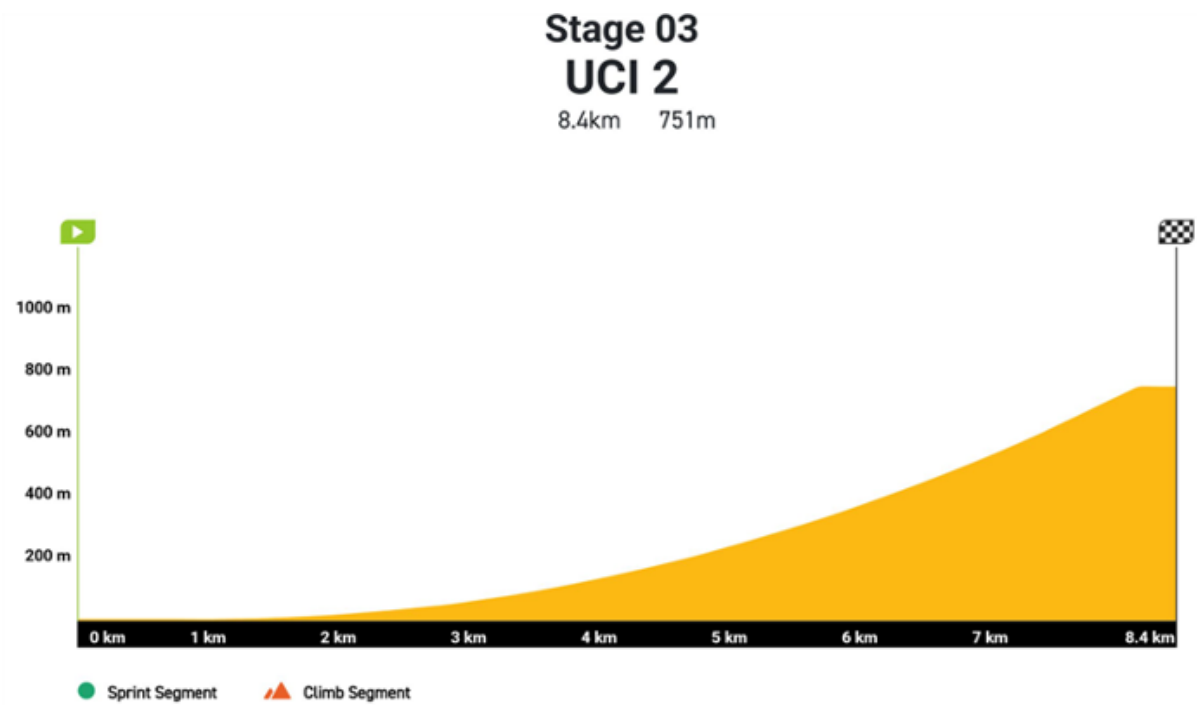 Stage 03
UCI 2
8.4km 751m
1000 m
800 m
600 m
400 m
200 m
0 km 1 km 2 km 3 km 4 km 5 km 6 km 7 km 8.4 km
Sprint Segment Climb Segment